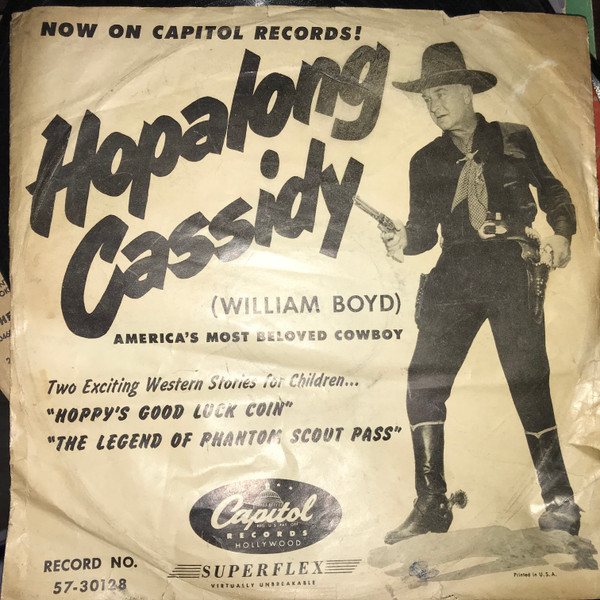 NOW ON CAPITOL RECORDS!
Hopalong
Cassidy
(WILLIAM BOYD)
AMERICA'S MOST BELOVED COWBOY
Two Exciting Western Stories for Children...
"HOPPY'S GOOD LUCK COIN"
"THE LEGEND OF PHANTOM SCOUT PASS"
Capitol
RECORDS
HOLLYWOOD
RECORD NO.
57-30128
SUPERFLEX
VIRTUALLY UNBREAKABLE
Printed in U.S.A.